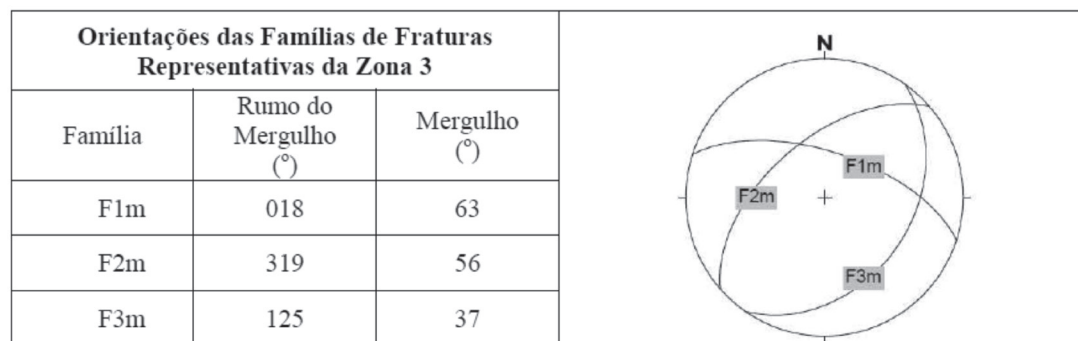 Orientações das Famílias de Fraturas
Representativas da Zona 3
Família
Rumo do
Mergulho
(°)
Mergulho
(°)
F1m 018 63
F2m 319 56
F3m 125 37
N
F1m
F2m
F3m